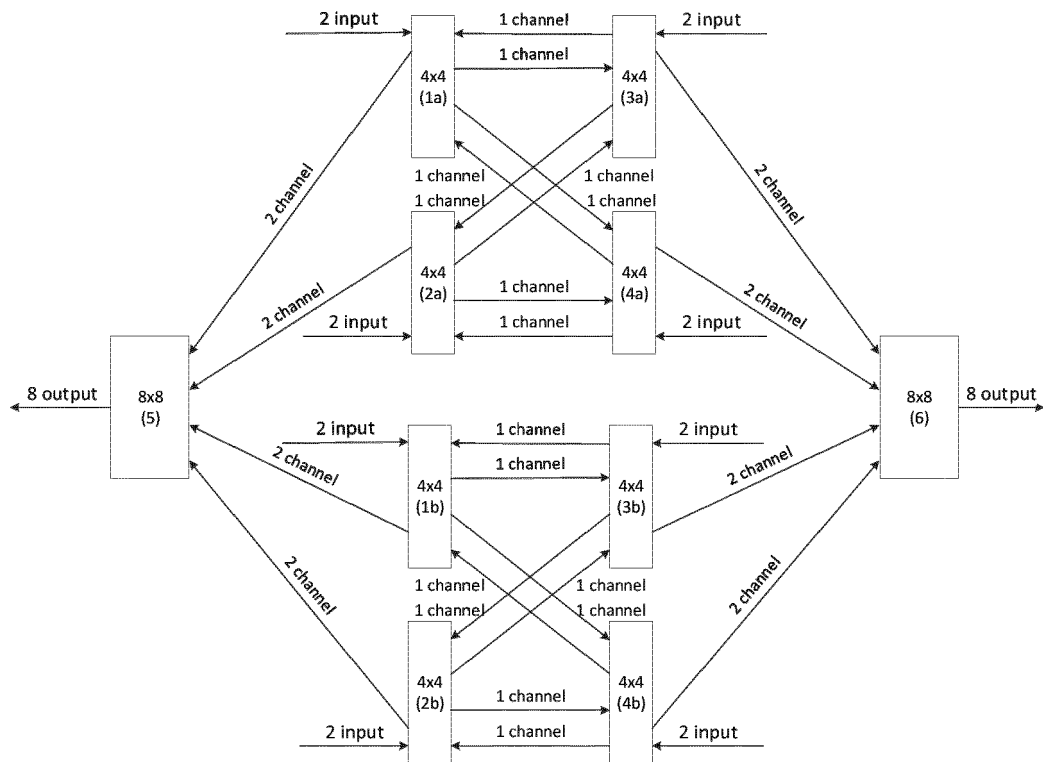 2 input
1 channel
2 input
1 channel
4x4
(1a)
4x4
(3a)
2 channel
2 channel
1 channel
1 channel
1 channel
1 channel
4x4
(2a)
4x4
(4a)
2 channel
1 channel
2 channel
2 input
1 channel
2 input
8 output
8x8
(5)
8x8
(6)
8 output
2 input
1 channel
2 input
2 channel
1 channel
2 channel
4x4
(1b)
4x4
(3b)
2 channel
1 channel
1 channel
2 channel
1 channel
1 channel
4x4
(2b)
4x4
(4b)
1 channel
2 input
1 channel
2 input